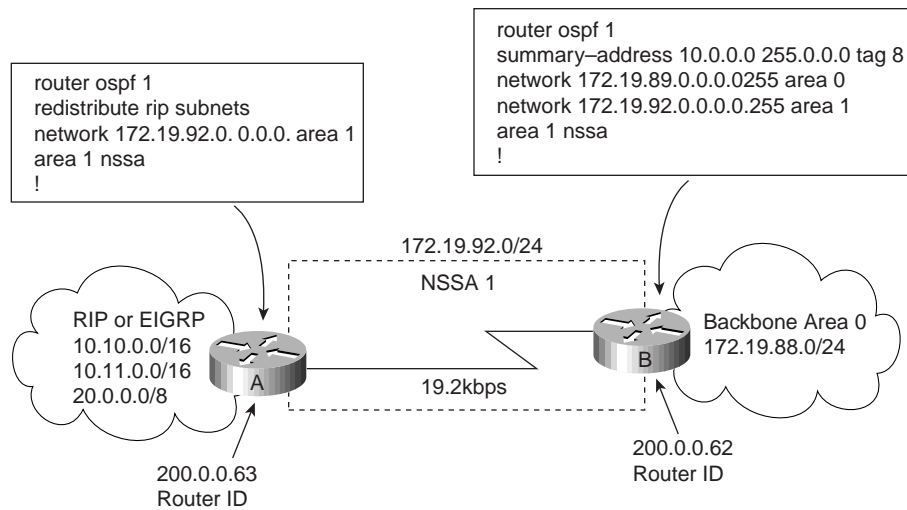 router ospf 1
redistribute rip subnets
network 172.19.92.0. 0.0.0. area 1
area 1 nssa
!
router ospf 1
summary–address 10.0.0.0 255.0.0.0 tag 8
network 172.19.89.0.0.0.0255 area 0
network 172.19.92.0.0.0.0.255 area 1
area 1 nssa
!
172.19.92.0/24
NSSA 1
RIP or EIGRP
10.10.0.0/16
10.11.0.0/16
20.0.0.0/8
A
19.2kbps
B
Backbone Area 0
172.19.88.0/24
200.0.0.63
Router ID
200.0.0.62
Router ID